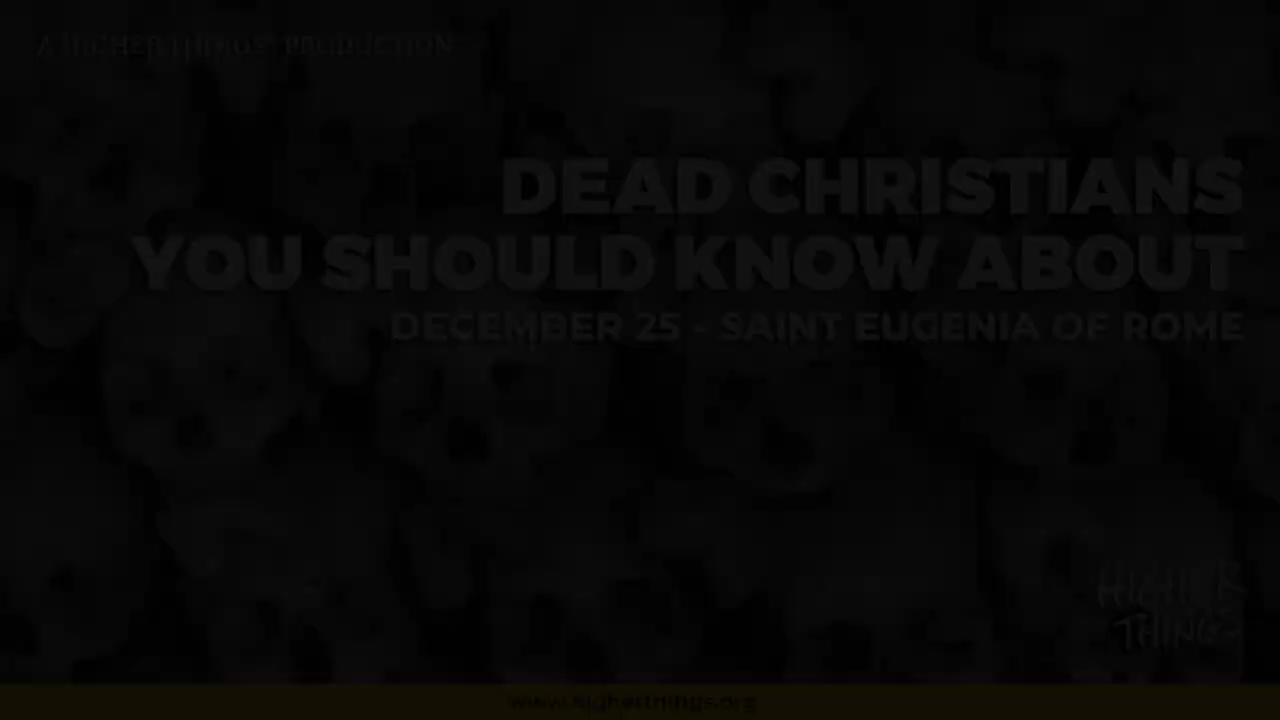 A HIGHER THINGS® PRODUCTION
DEAD CHRISTIANS
YOU SHOULD KNOW ABOUT
DECEMBER 25 - SAINT EUGENIA OF ROME
HIGHER
THINGS
www.higherthings.org